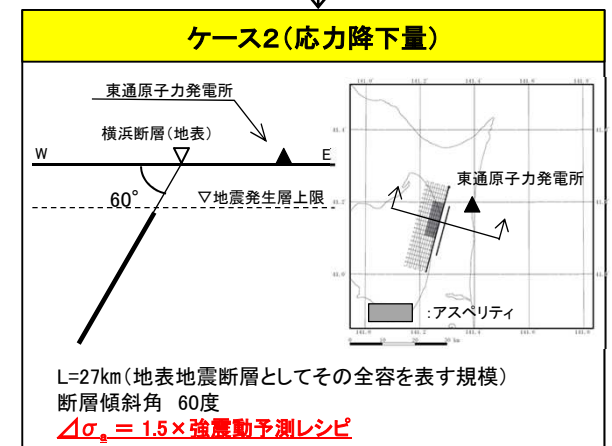 ケース2(応力降下量)
東通原子力発電所
横浜断層(地表)
W
E
60°
▽地震発生層上限
東通原子力発電所
:アスペリティ
L=27km(地表地震断層としてその全容を表す規模)
断層傾斜角 60度
⊿σa = 1.5×強震動予測レシピ